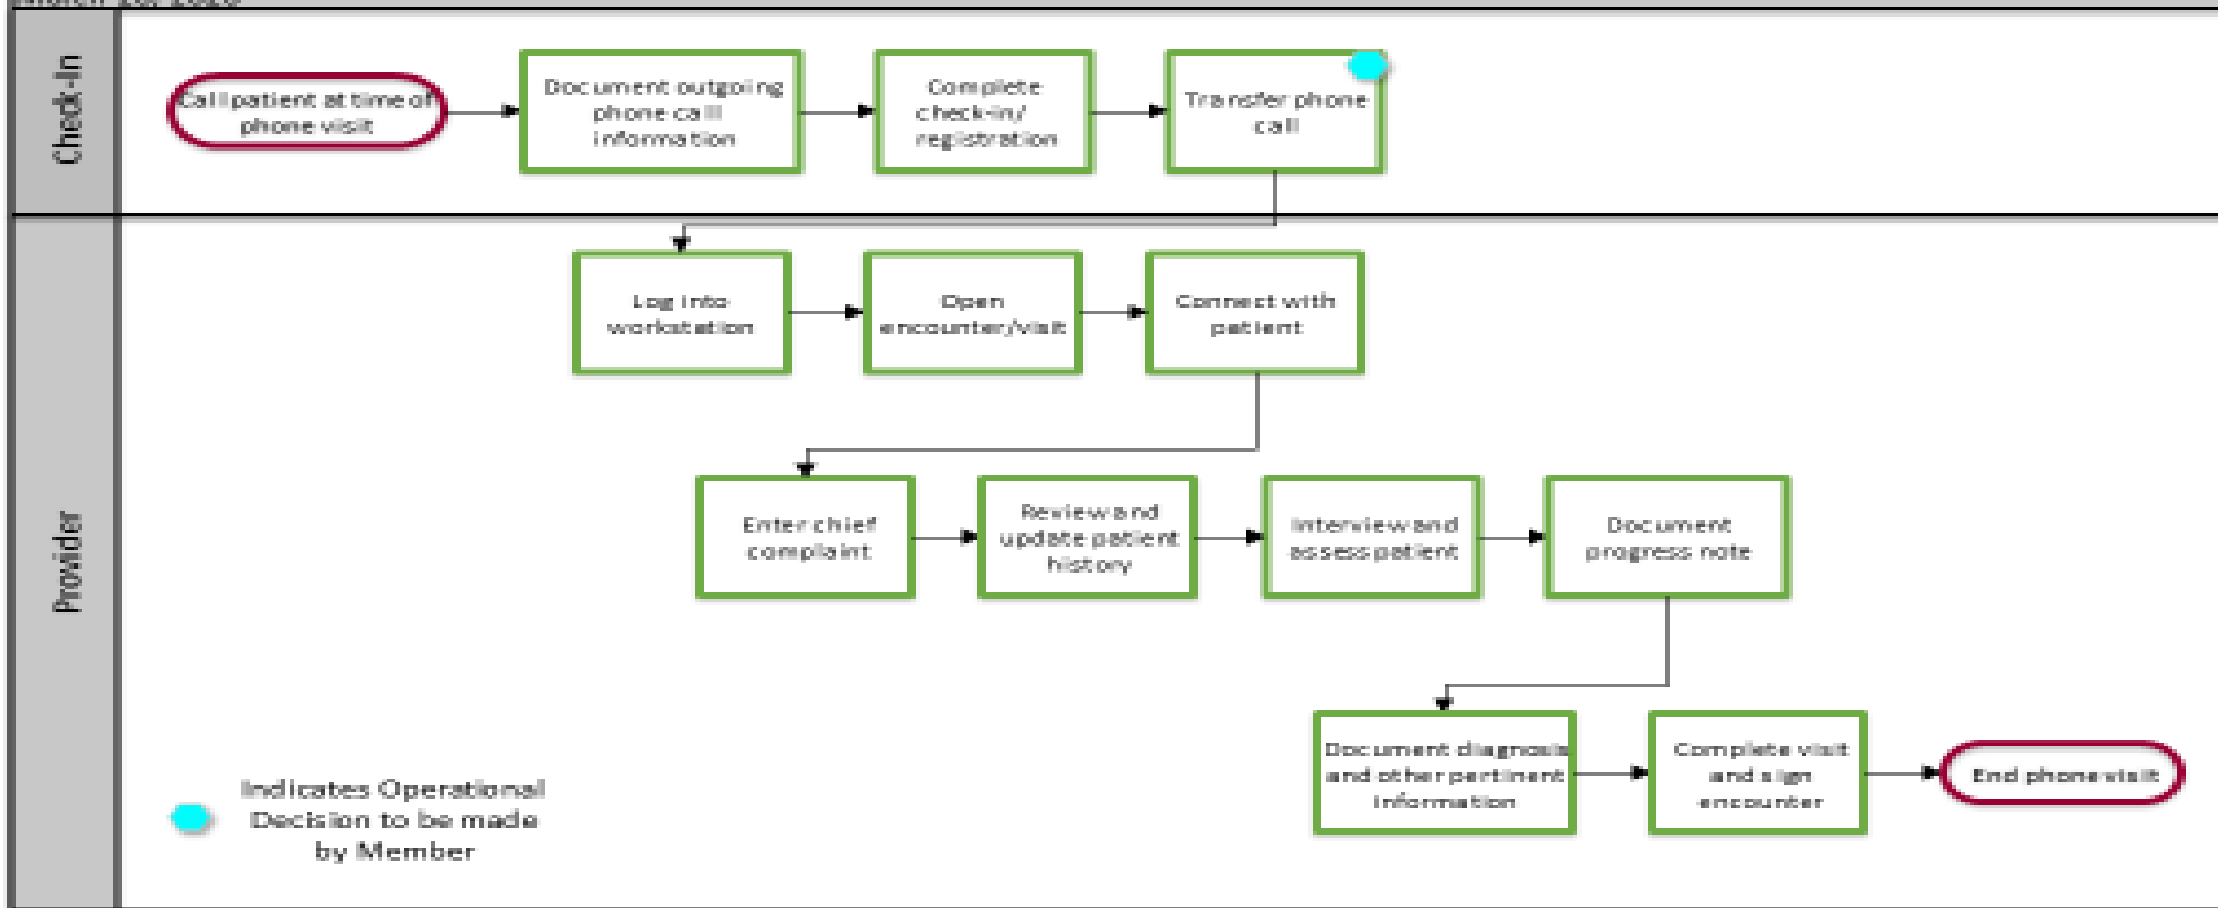 Check-In
Call patient at time of
phone visit
Document outgoing
phone call
information
Complete
check-in/
registration
Transfer phone
call
Provider
Log into
workstation
Open
encounter/visit
Connect with
patient
Enter chief
complaint
Review and
update patient
history
Interview and
assess patient
Document
progress note
Document diagnosis
and other pertinent
information
Complete visit
and sign
encounter
End phone visit
Indicates Operational
Decision to be made
by Member